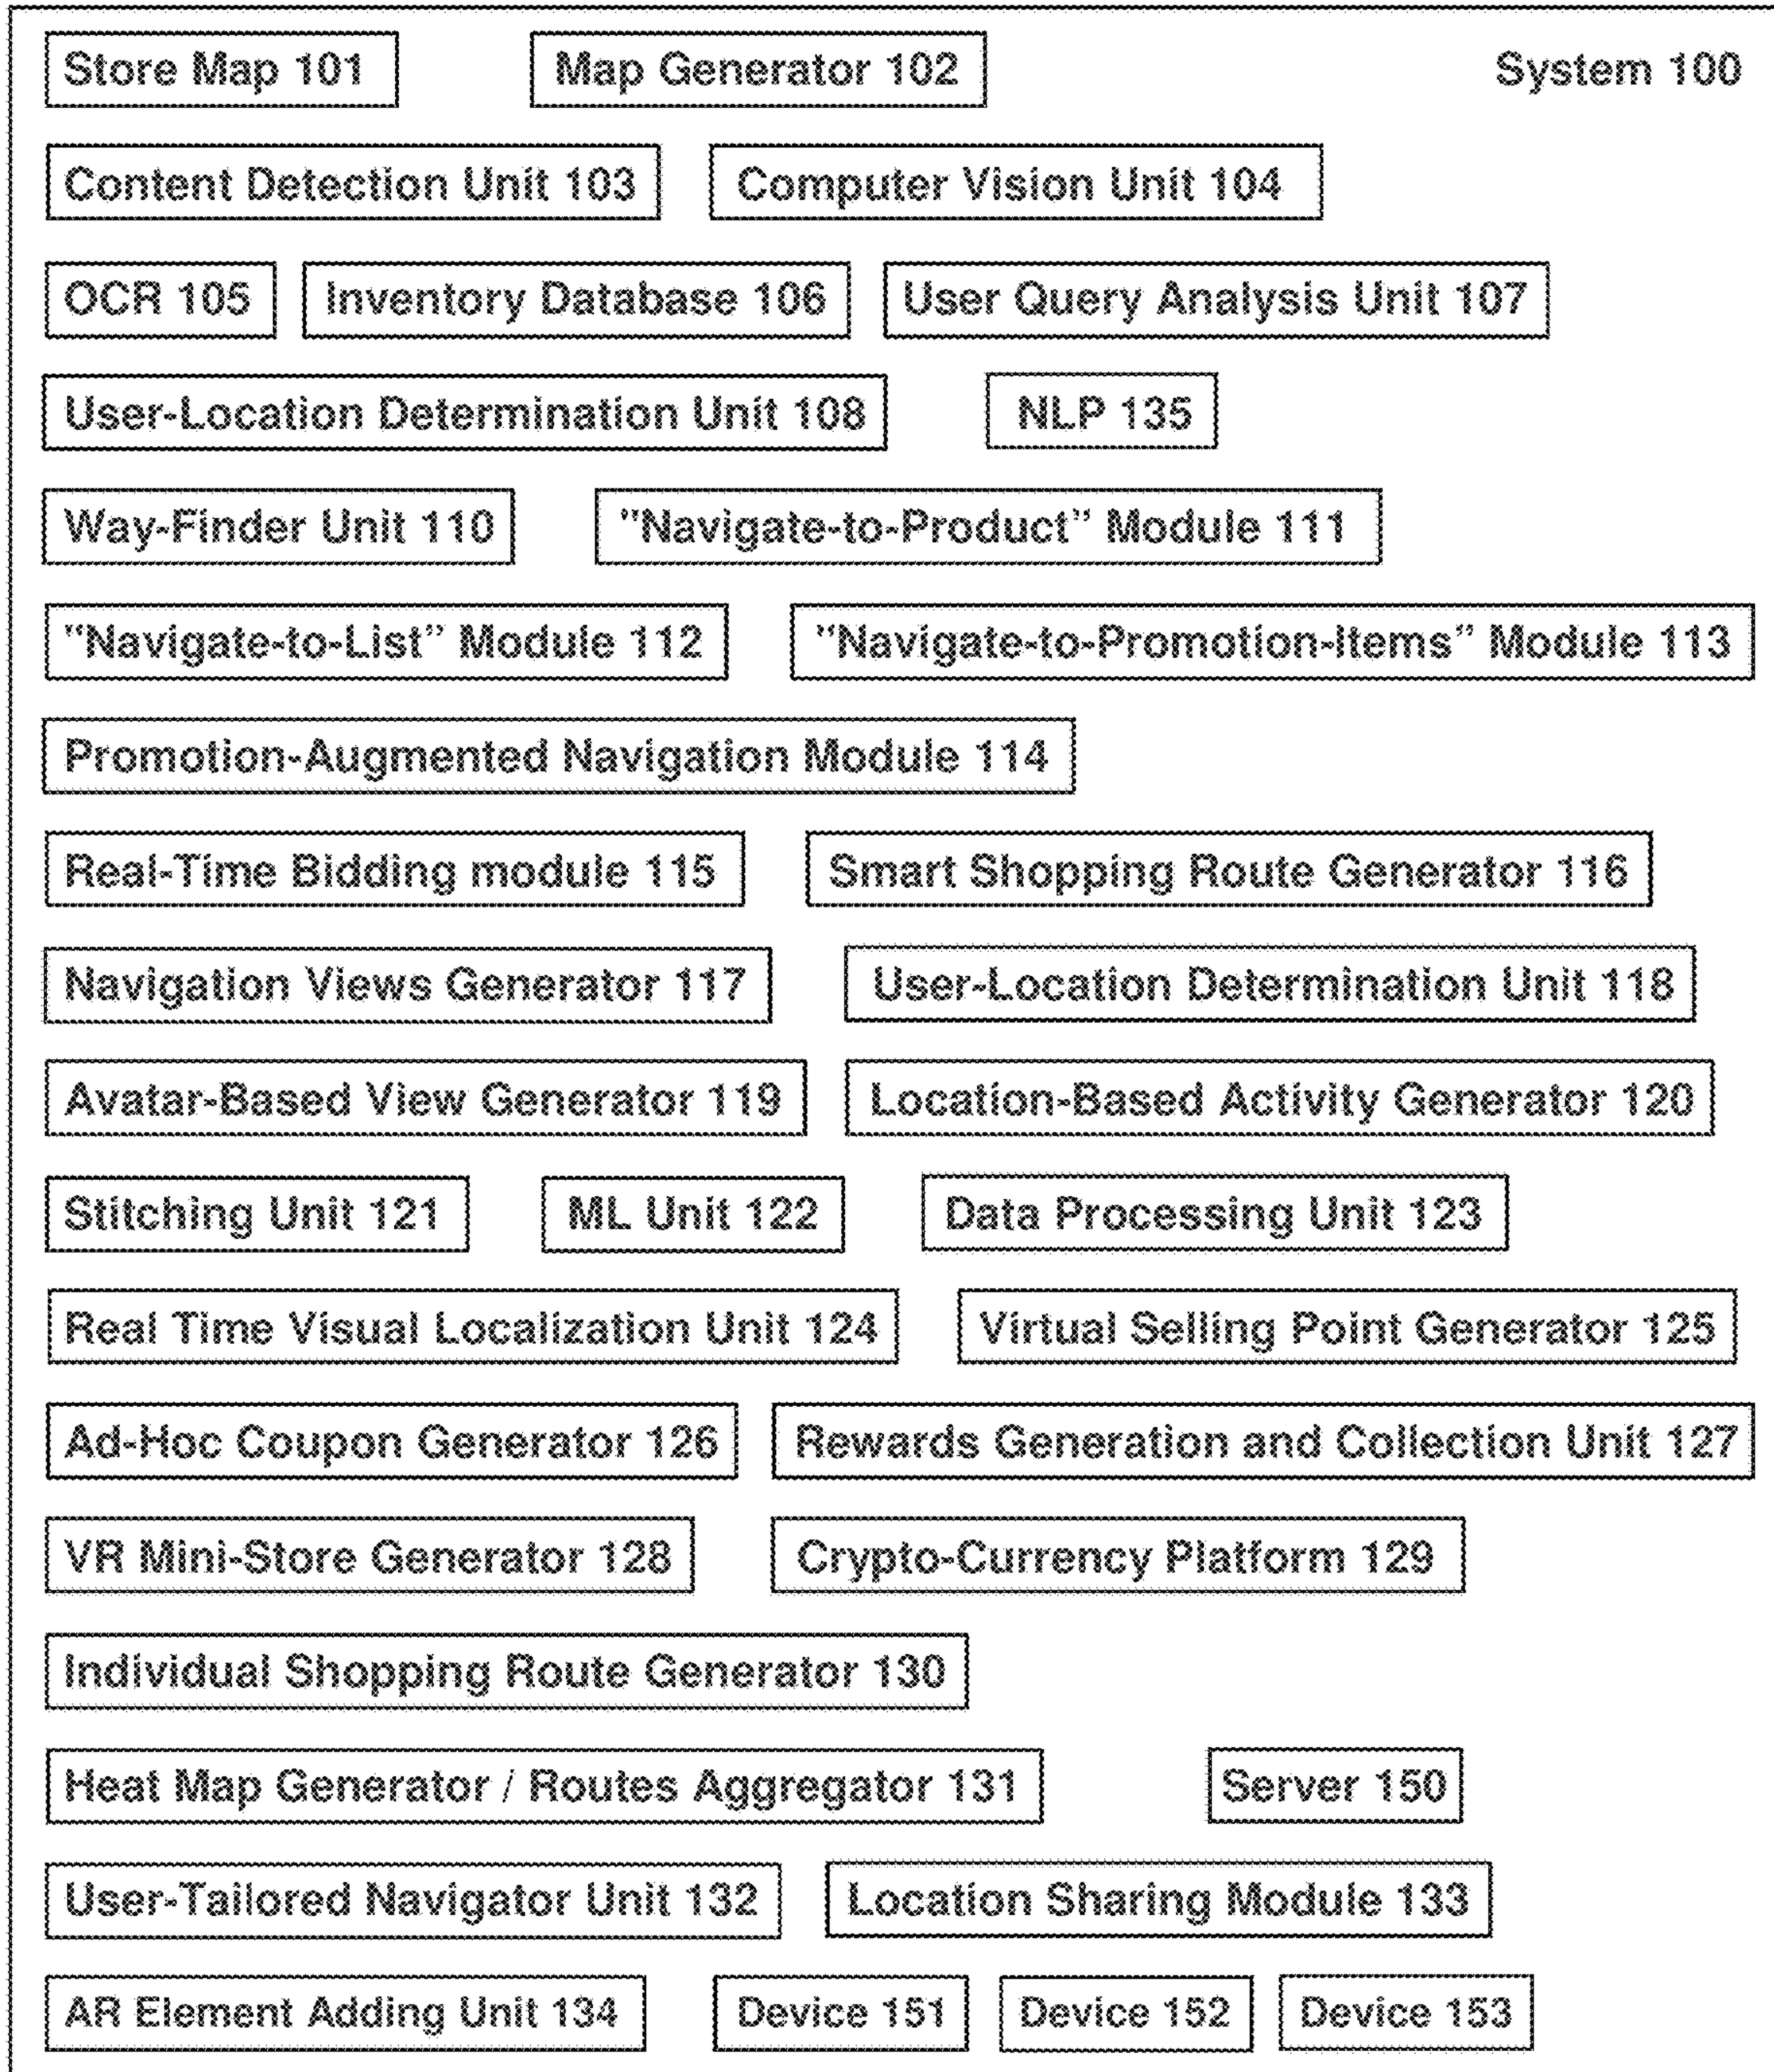 Store Map 101 Map Generator 102 System 100
Content Detection Unit 103 Computer Vision Unit 104
OCR 105 Inventory Database 106 User Query Analysis Unit 107
User-Location Determination Unit 108 NLP 135
Way-Finder Unit 110 "Navigate-to-Product” Module 111
“Navigate-to-List” Module 112 "Navigate-to-Promotion-Items” Module 113
Promotion-Augmented Navigation Module 114
Real-Time Bidding module 115 Smart Shopping Route Generator 116
Navigation Views Generator 117 User-Location Determination Unit 118
Avatar-Based View Generator 119 Location-Based Activity Generator 120
Stitching Unit 121 ML Unit 122 Data Processing Unit 123
Real Time Visual Localization Unit 124 Virtual Selling Point Generator 125
Ad-Hoc Coupon Generator 126 Rewards Generation and Collection Unit 127
VR Mini-Store Generator 128 Crypto-Currency Platform 129
Individual Shopping Route Generator 130
Heat Map Generator / Routes Aggregator 131 Server 150
User-Tailored Navigator Unit 132 Location Sharing Module 133
AR Element Adding Unit 134 Device 151 Device 152 Device 153